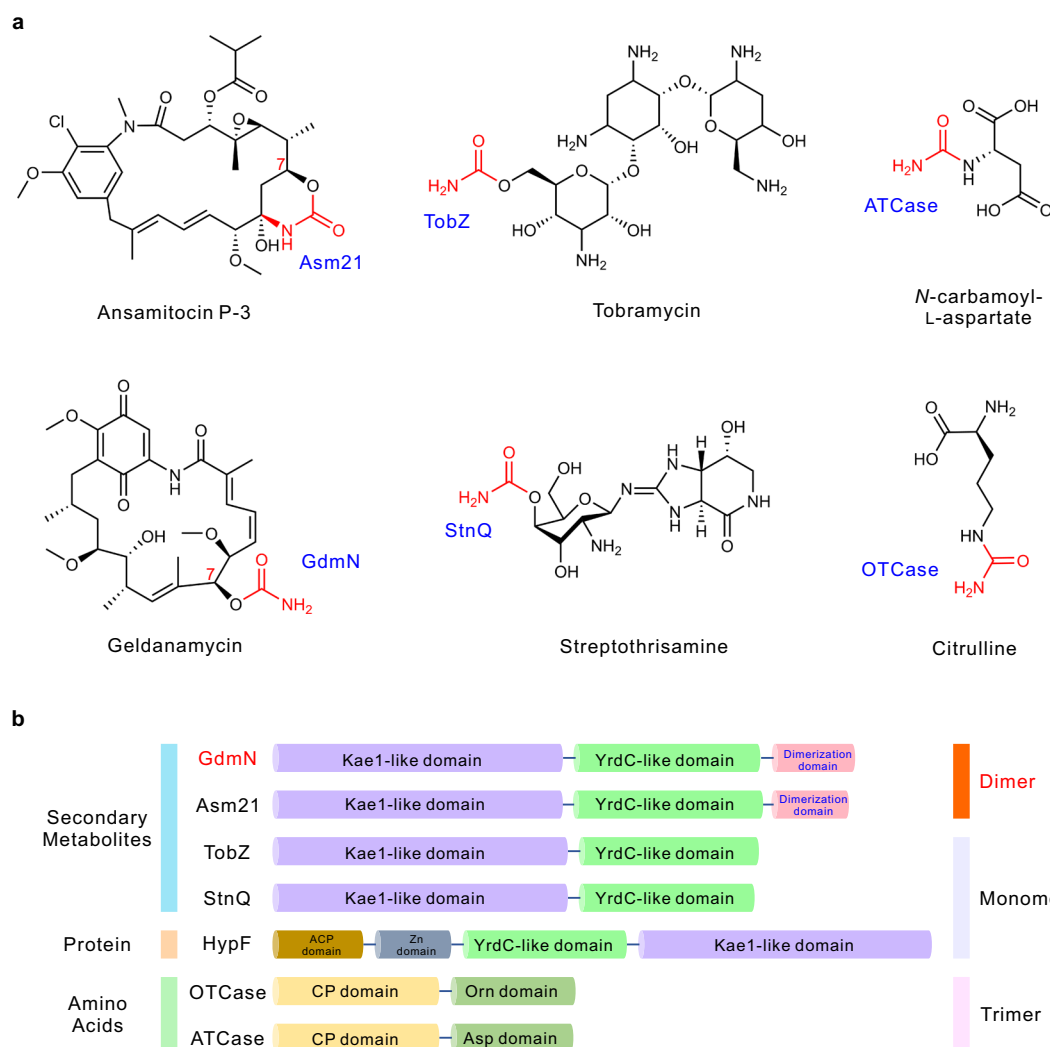 a
Cl
N
O
O
O
O
O
7
O
NH
O
OH
O
Asm21
Ansamitocin P-3
NH2
NH2
H2N
O
O
OH
OH
O
NH2
O
H2N
O
TobZ
O
O
HO
OH
NH2
Tobramycin
O
H2N
N
H
O
OH
HO
O
ATCase
N-carbamoyl-
L-aspartate
O
O
O
O
N
H
O
O
OH
O
7
O
O
NH2
GdmN
Geldanamycin
O
H2N
O
OH
O
StnQ
OH
NH2
N
H
N
N
H
H
H
OH
NH
O
Streptothrisamine
O
NH2
HO
HN
O
H2N
OTCase
Citrulline
b
Secondary
Metabolites
GdmN
Kae1-like domain
YrdC-like domain
Dimerization
domain
Dimer
Asm21
Kae1-like domain
YrdC-like domain
Dimerization
domain
TobZ
Kae1-like domain
YrdC-like domain
StnQ
Kae1-like domain
YrdC-like domain
Monome
Protein
HypF
ACP
domain
Zn
domain
YrdC-like domain
Kae1-like domain
Amino
Acids
OTCase
CP domain
Orn domain
ATCase
CP domain
Asp domain
Trimer